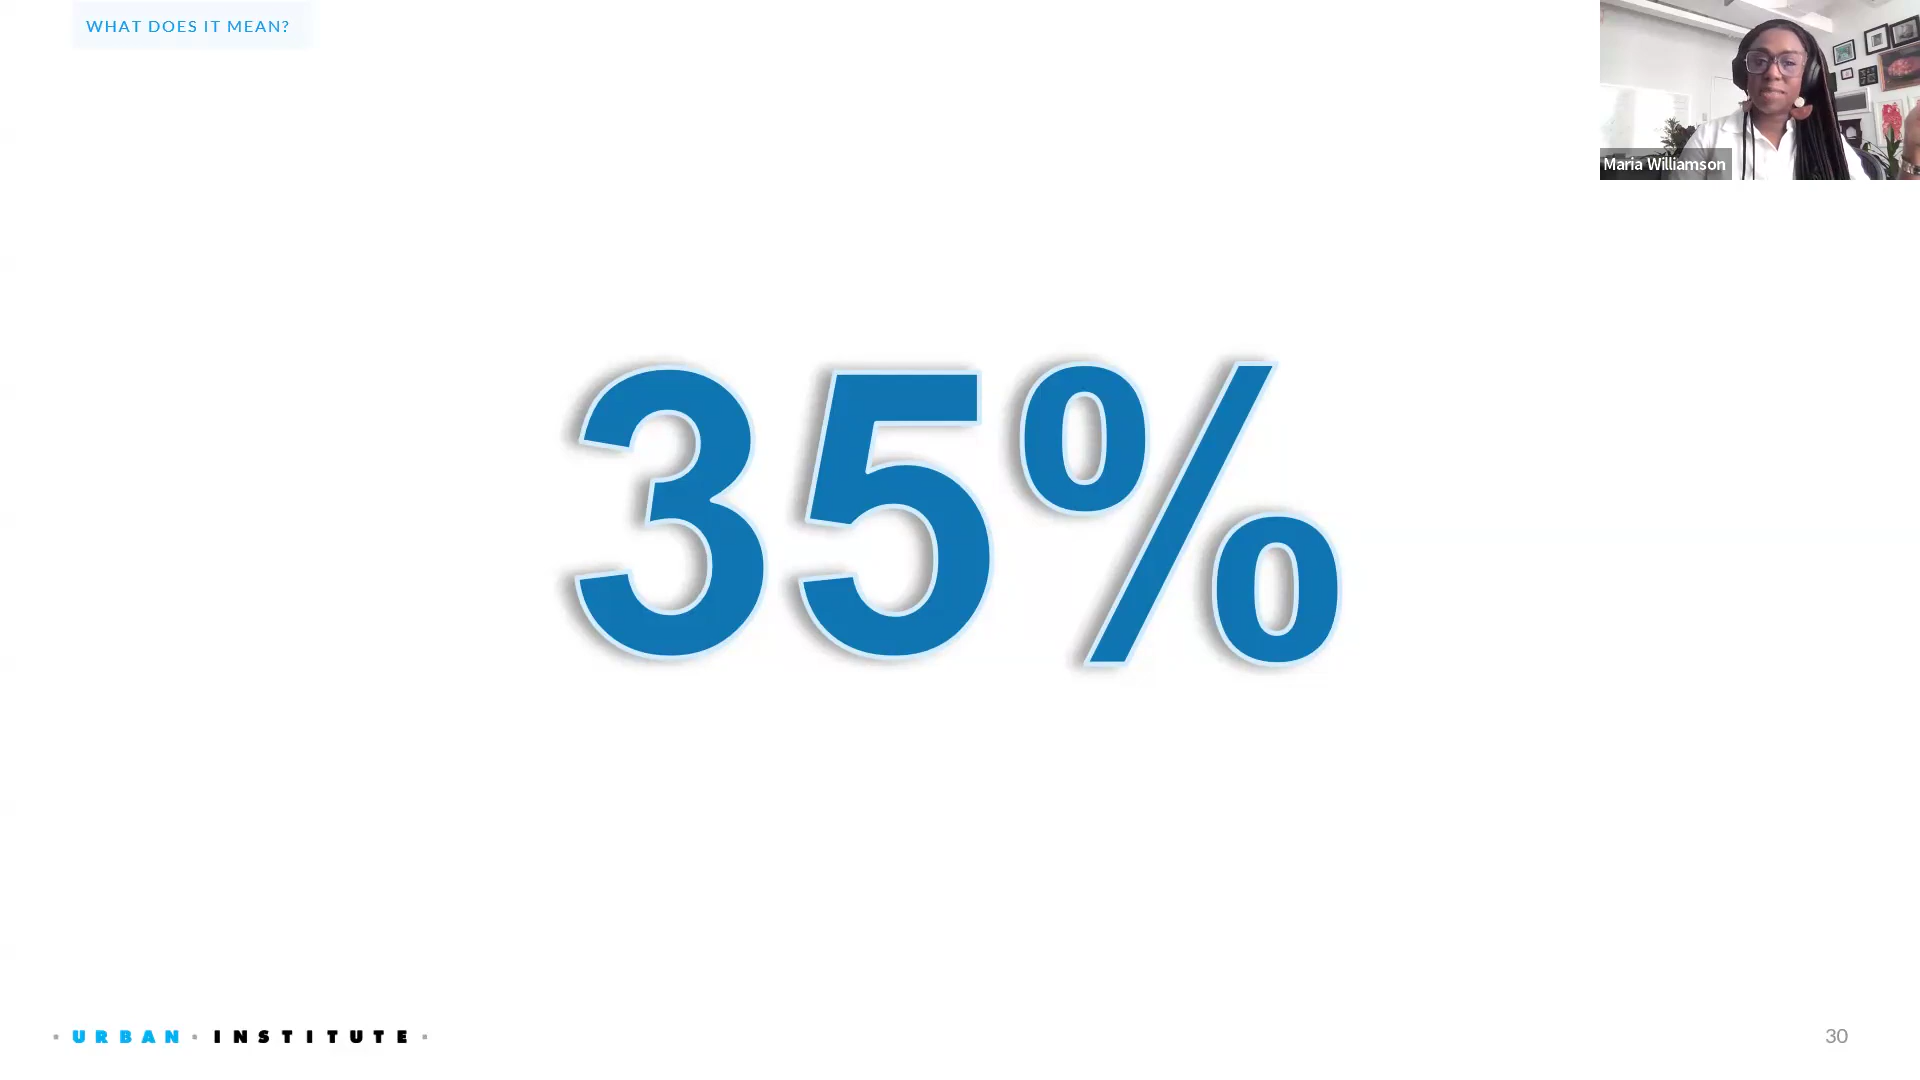 WHAT DOES IT MEAN?
Maria Williamson
35%
URBAN · INSTITUTE
30